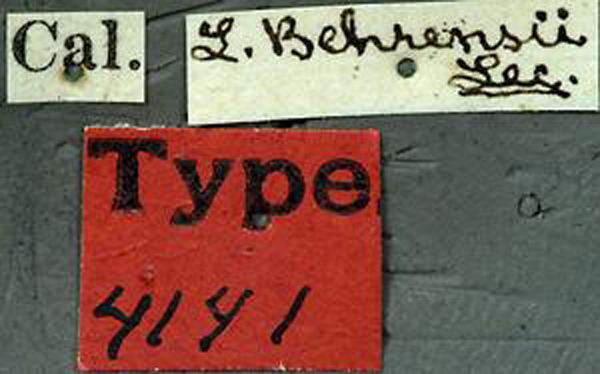 Cal.
L. Behrensii
Lec.
Type
4141